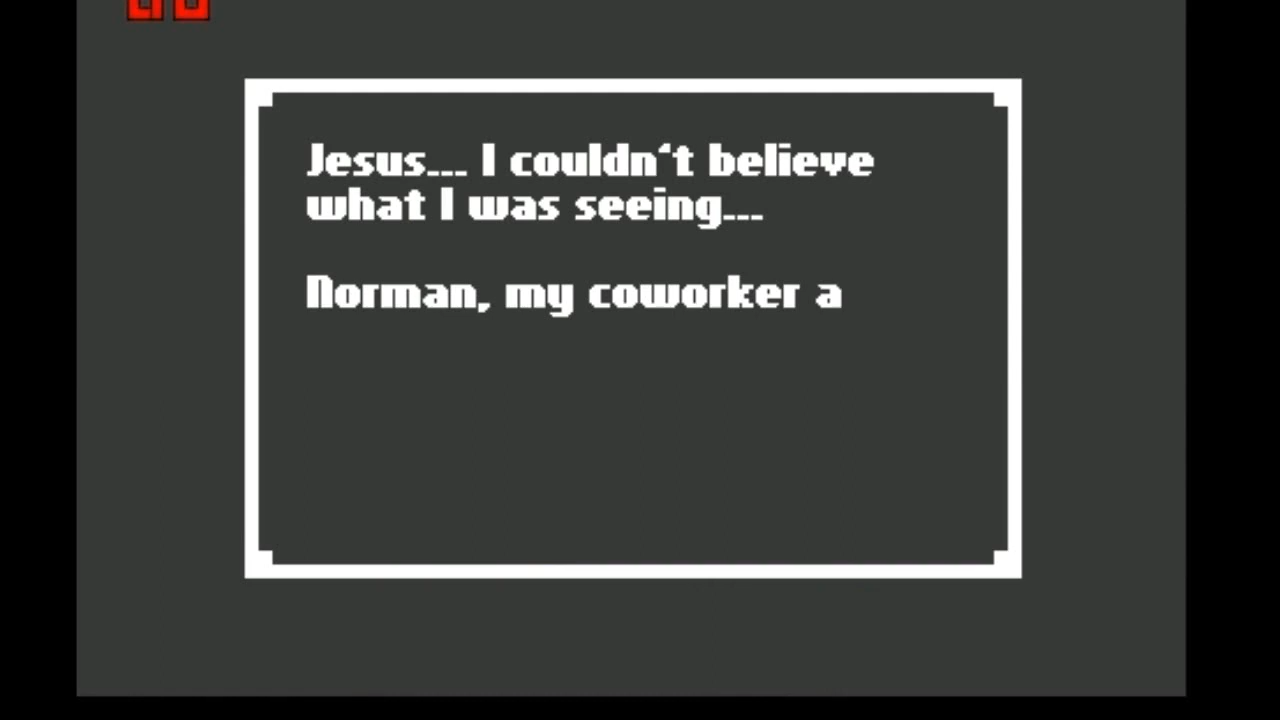 Jesus... I couldn't believe
what I was seeing...
Norman, my coworker a